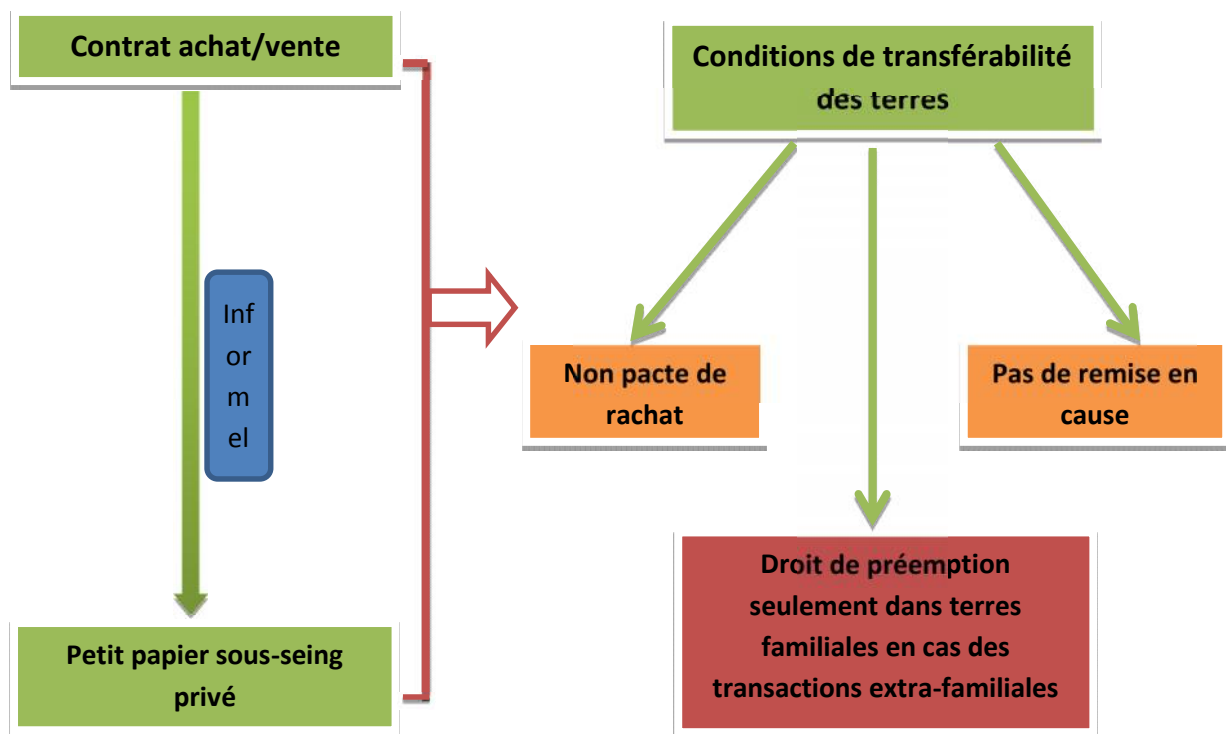 Contrat achat/vente
Inf
or
m
el
Petit papier sous-seing
privé
Conditions de transférabilité
des terres
Non pacte de
rachat
Pas de remise en
cause
Droit de préemption
seulement dans terres
familiales en cas des
transactions extra-familiales